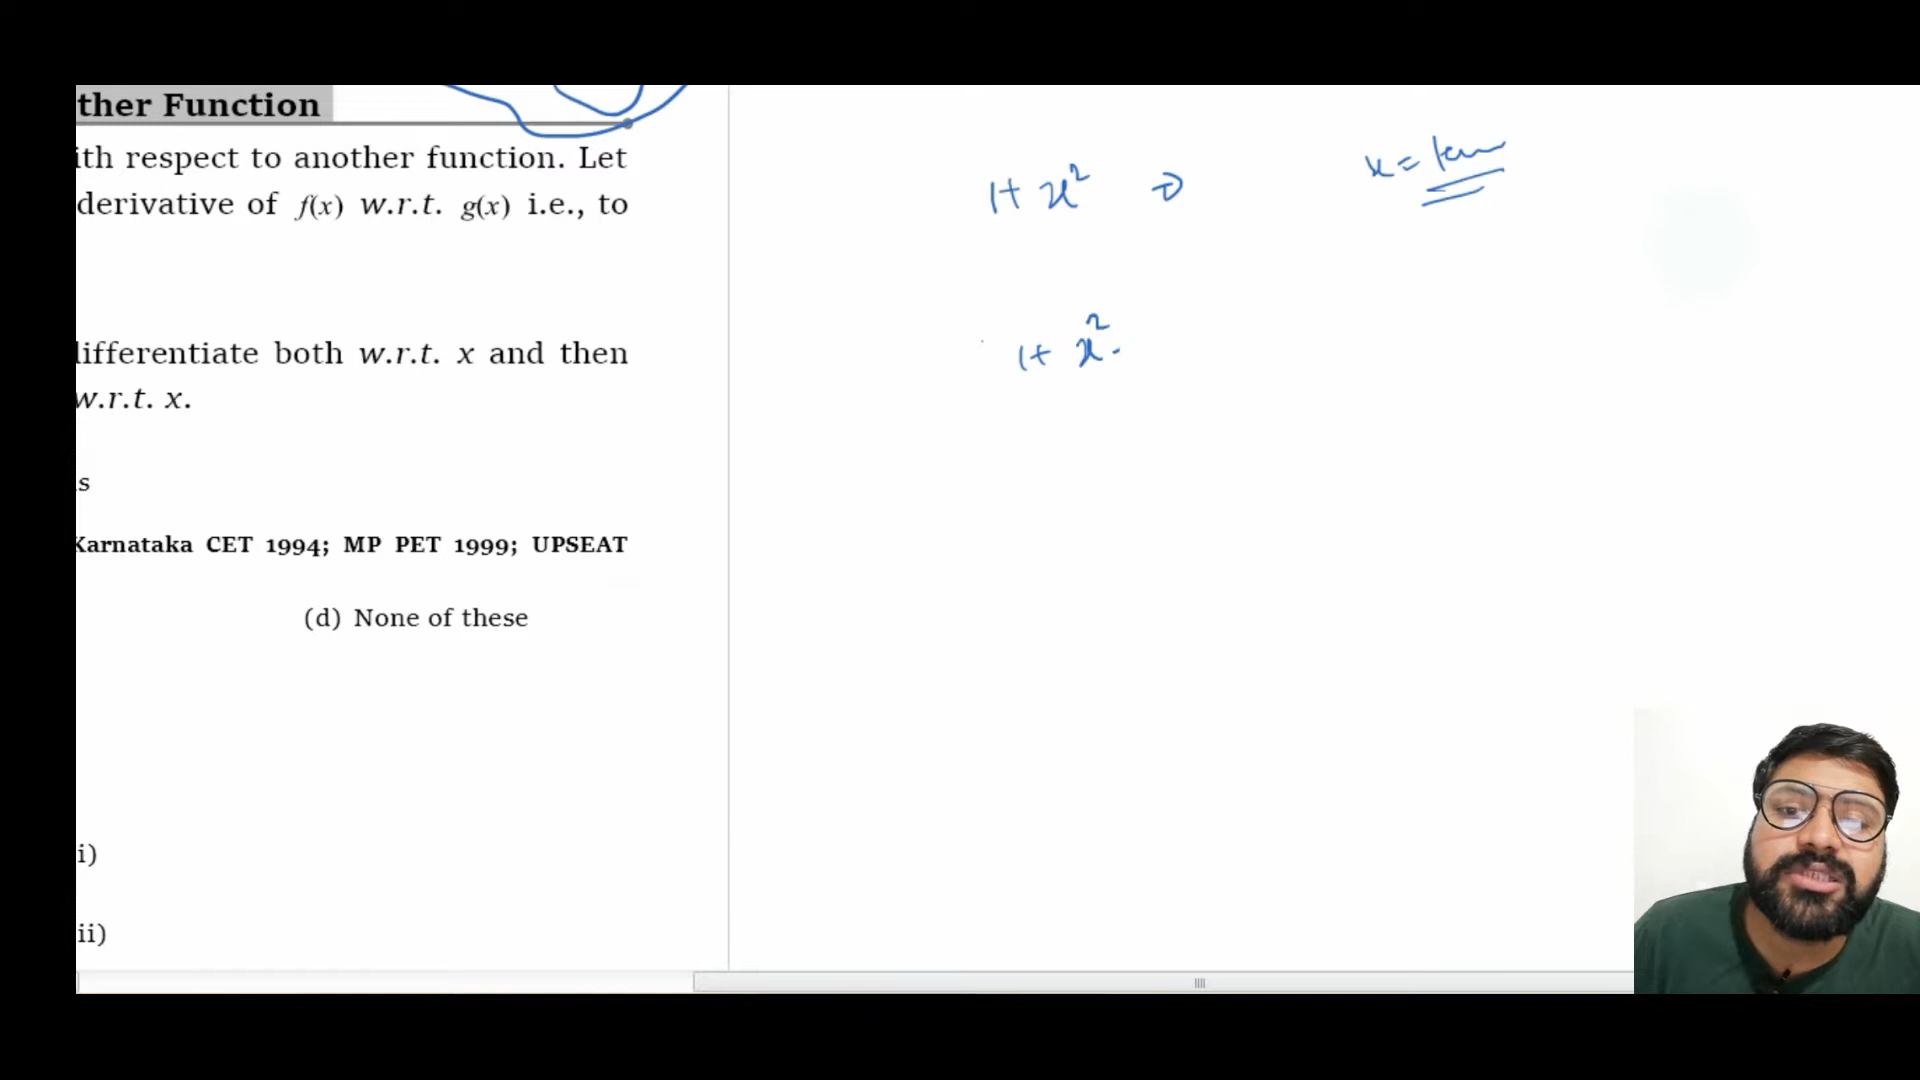 ther Function
ith respect to another function. Let
derivative of f(x) w.r.t. g(x) i.e., to
differentiate both w.r.t. x and then
w.r.t. x.
s
Karnataka CET 1994; MP PET 1999; UPSEAT
(d) None of these
i)
ii)
1+ x² ⇒
x = tan
1+ x²